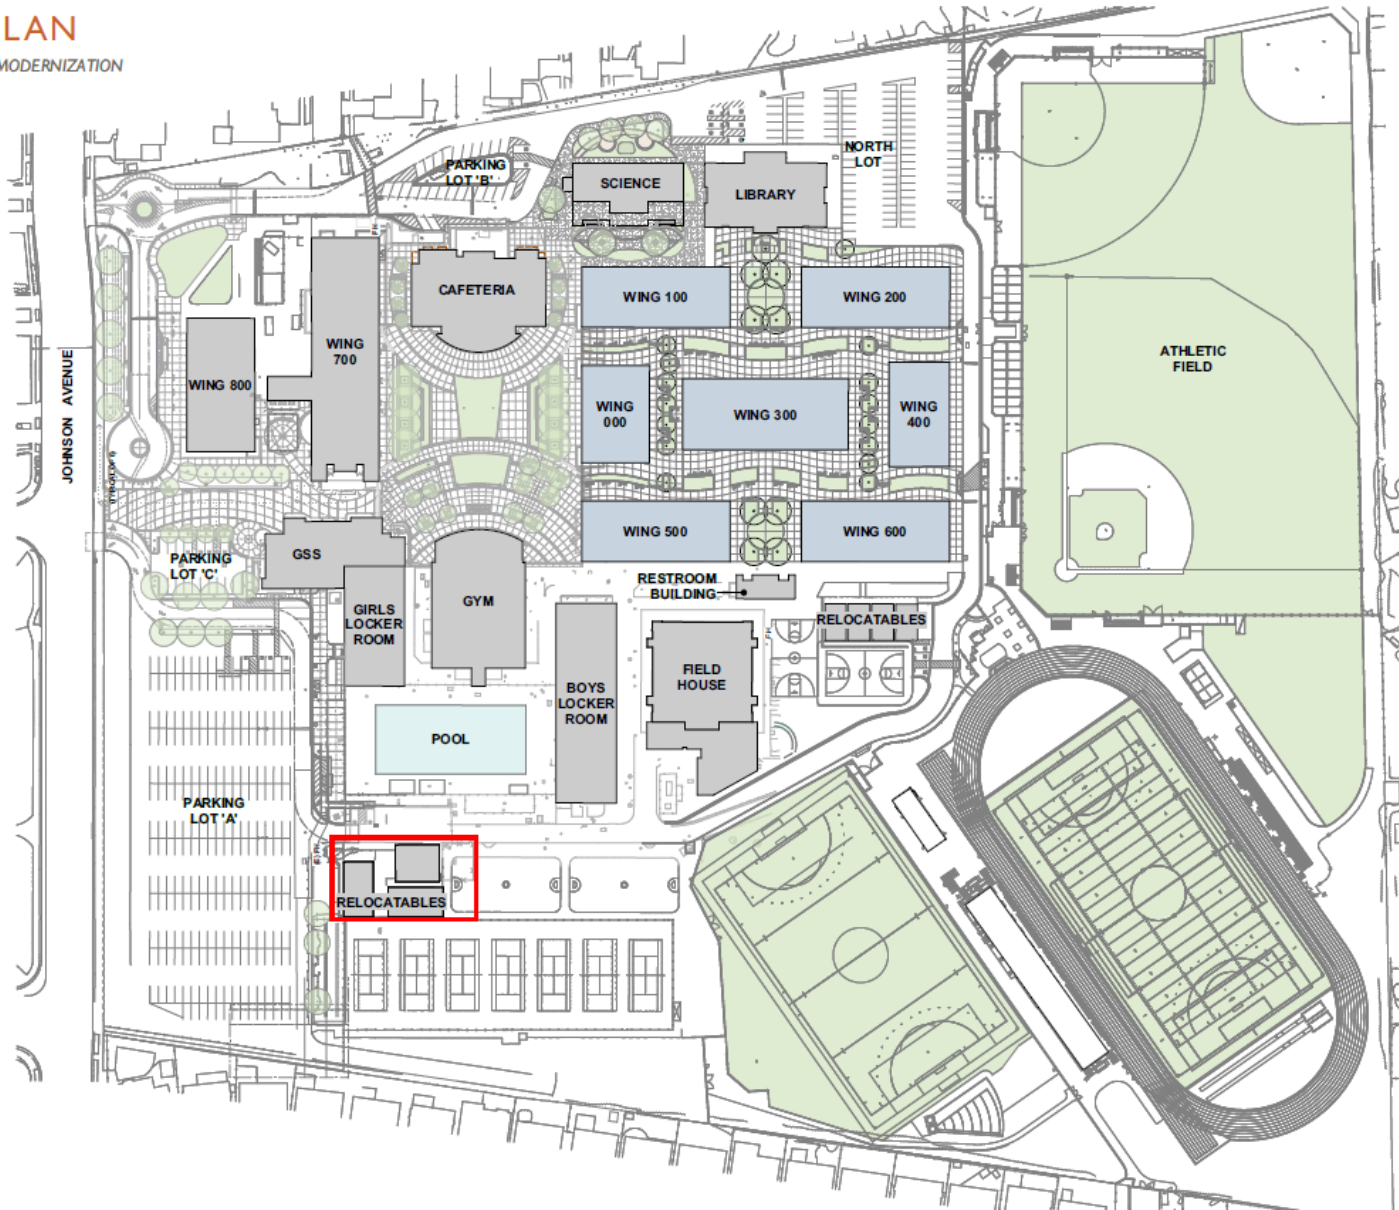 LAN
MODERNIZATION
PARKING
LOT 'B'
SCIENCE
LIBRARY
NORTH
LOT
FH
CAFETERIA
WING 100
WING 200
WING
700
WING 800
JOHNSON AVENUE
WING
000
WING 300
WING
400
ATHLETIC
FIELD
WING 500
WING 600
GSS
PARKING
LOT 'C'
GYM
GIRLS
LOCKER
ROOM
RESTROOM
BUILDING
RELOCATABLES
FH
FIELD
HOUSE
BOYS
LOCKER
ROOM
POOL
PARKING
LOT 'A'
RELOCATABLES